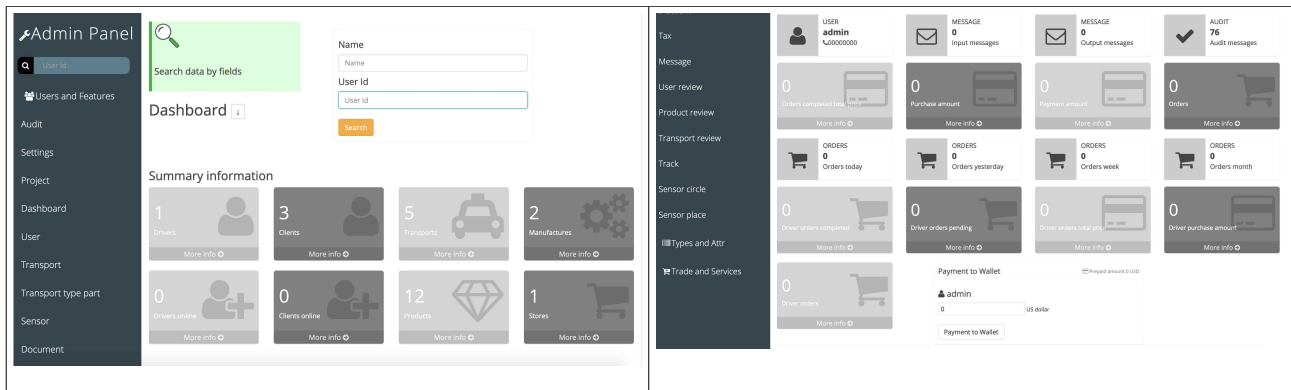 Admin Panel
User Id
Users and Features
Audit
Settings
Project
Dashboard
User
Transport
Transport type part
Sensor
Document
Search data by fields
Dashboard ↓
Name
Name
User Id
User Id
Search
Summary information
1
Drivers
More info
3
Clients
More info
5
Transports
More info
2
Manufactures
More info
0
Drivers online
More info
0
Clients online
More info
12
Products
More info
1
Stores
More info
Tax
Message
User review
Product review
Transport review
Track
Sensor circle
Sensor place
Types and Attr
Trade and Services
USER
admin
00000000
MESSAGE
0
Input messages
MESSAGE
0
Output messages
AUDIT
76
Audit messages
0
Orders completed total price
More info
0
Purchase amount
More info
0
Payment amount
More info
0
Orders
More info
ORDERS
0
Orders today
ORDERS
0
Orders yesterday
ORDERS
0
Orders week
ORDERS
0
Orders month
0
Driver orders completed
More info
0
Driver orders pending
More info
0
Driver orders total price
More info
0
Driver purchase amount
More info
0
Driver orders
More info
Payment to Wallet
Prepaid amount 0 USD
admin
0
US dollar
Payment to Wallet